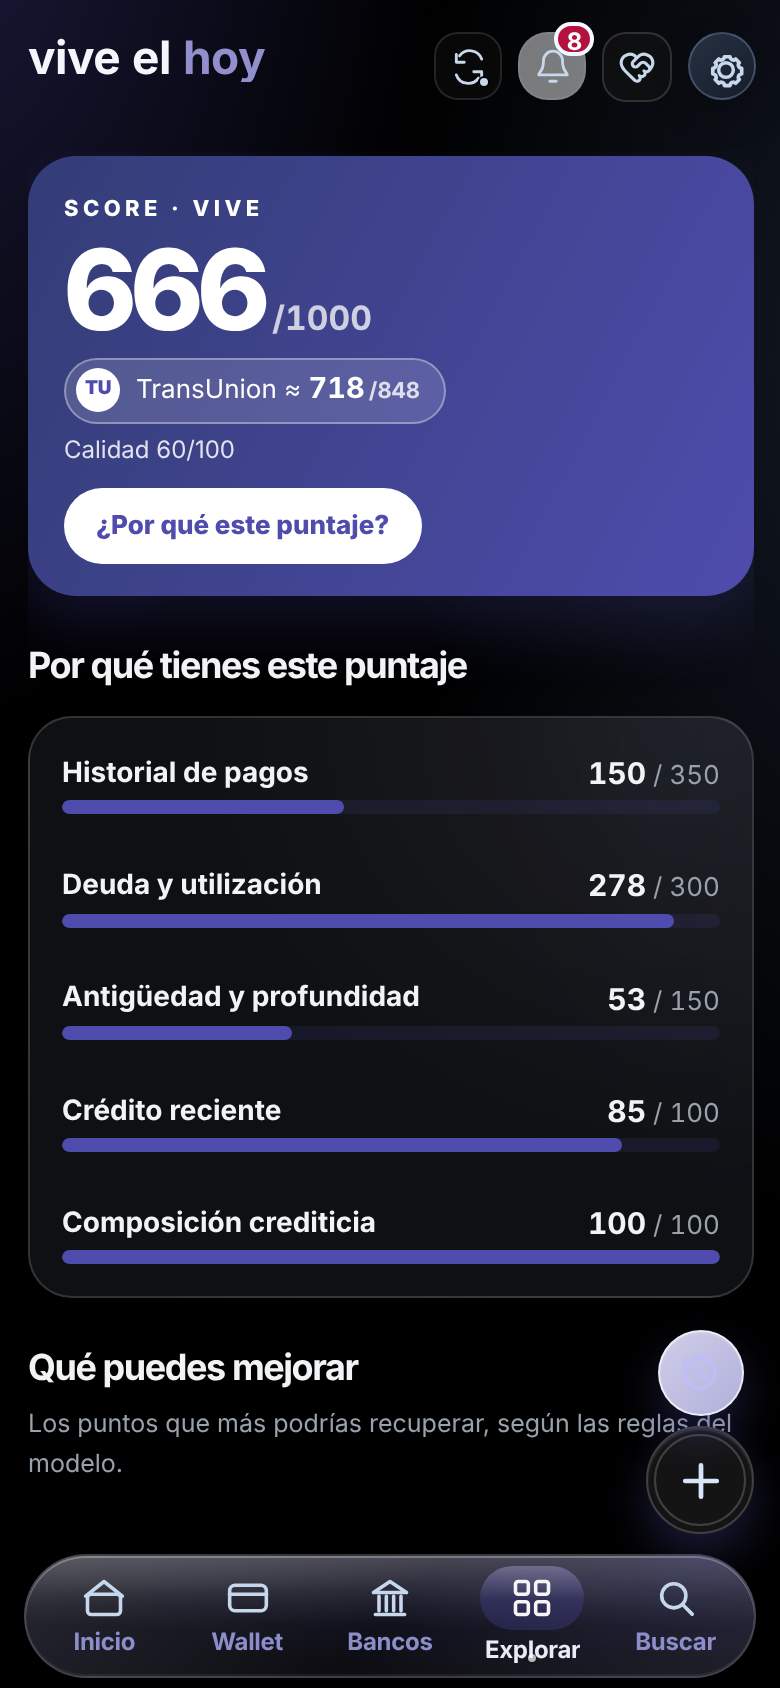 vive el hoy
8
SCORE · VIVE
666/1000
TU TransUnion ≈ 718/848
Calidad 60/100
¿Por qué este puntaje?
Por qué tienes este puntaje
Historial de pagos 150 / 350
Deuda y utilización 278 / 300
Antigüedad y profundidad 53 / 150
Crédito reciente 85 / 100
Composición crediticia 100 / 100
Qué puedes mejorar
Los puntos que más podrías recuperar, según las reglas del
modelo.
Inicio Wallet Bancos Explorar Buscar